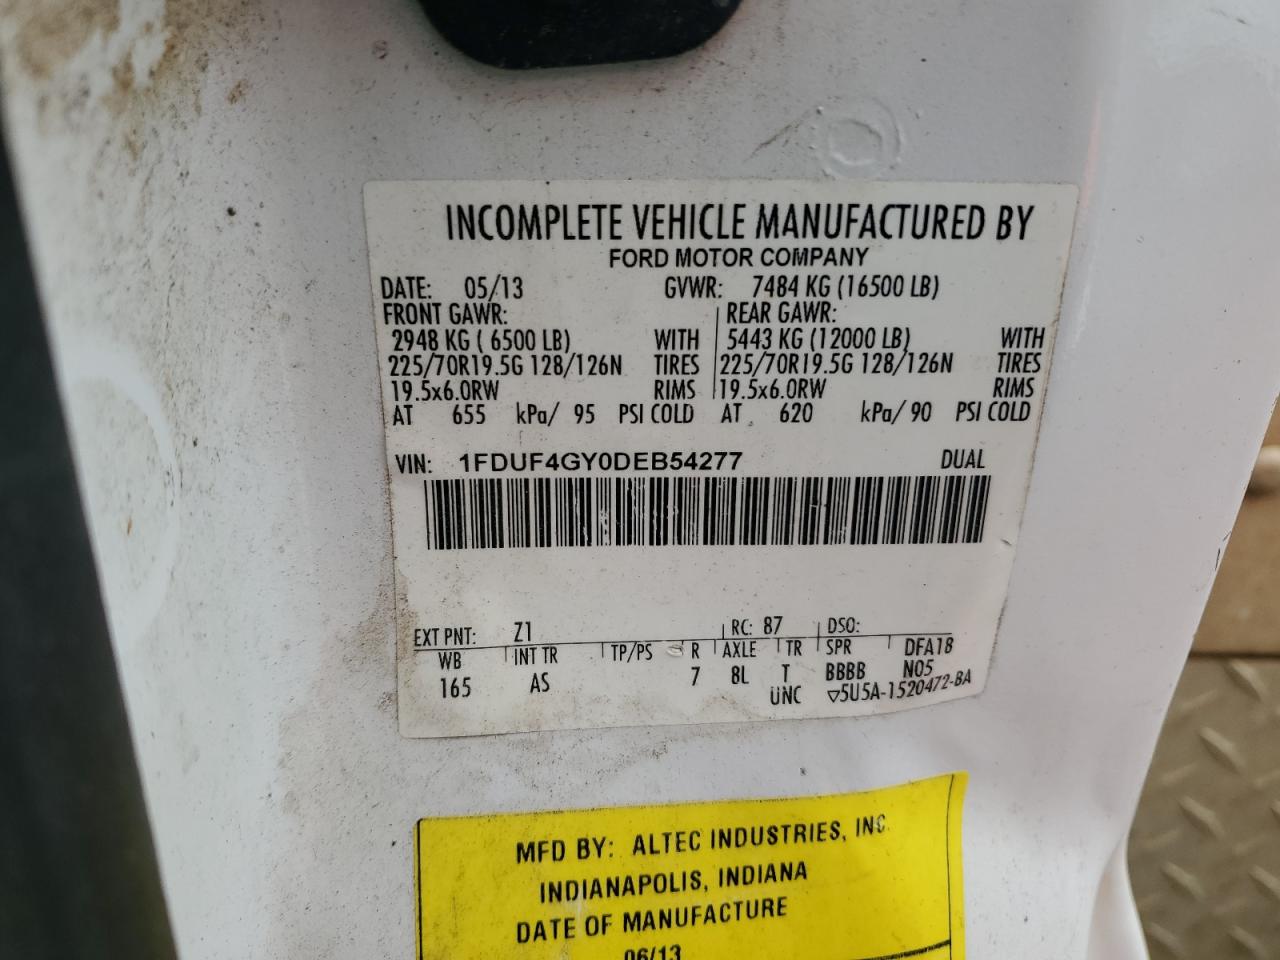 INCOMPLETE VEHICLE MANUFACTURED BY
FORD MOTOR COMPANY
DATE: 05/13 GVWR: 7484 KG (16500 LB)
FRONT GAWR: REAR GAWR:
2948 KG ( 6500 LB) WITH 5443 KG (12000 LB) WITH
225/70R19.5G 128/126N TIRES 225/70R19.5G 128/126N TIRES
19.5x6.0RW RIMS 19.5x6.0RW RIMS
AT 655 kPa/ 95 PSI COLD AT 620 kPa/ 90 PSI COLD
VIN: 1FDUF4GY0DEB54277 DUAL
EXT PNT: Z1 RC: 87 DSO:
WB INT TR TP/PS R AXLE TR SPR DFA18
165 AS 7 8L T BBBB N05
UNC ▽5U5A-1520472-BA
MFD BY: ALTEC INDUSTRIES, INC.
INDIANAPOLIS, INDIANA
DATE OF MANUFACTURE
06/13